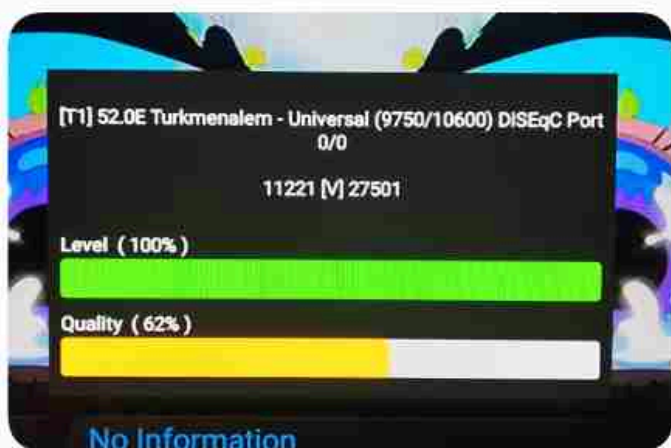 [T1] 52.0E Turkmenalem - Universal (9750/10600) DiSEqC Port
0/0
11221 [V] 27501
Level ( 100% )
Quality ( 62% )
No Information